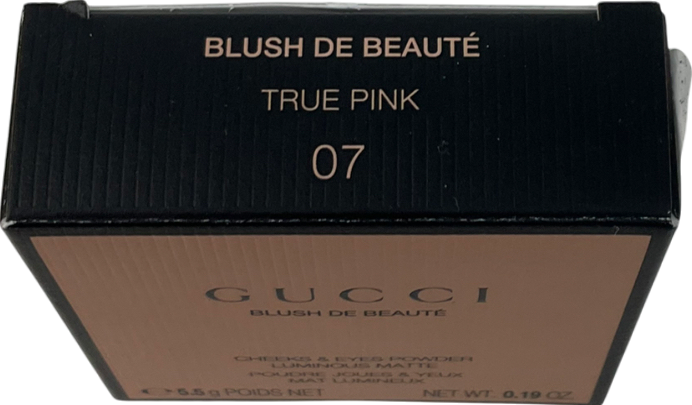 BLUSH DE BEAUTÉ
TRUE PINK
07
GUCCI
BLUSH DE BEAUTÉ
CHEEKS & EYES POWDER
LUMINOUS MATTE
POUDRE JOUES & YEUX
MAT LUMINEUX
5.5 g POIDS NET NET WT. 0.19 OZ.